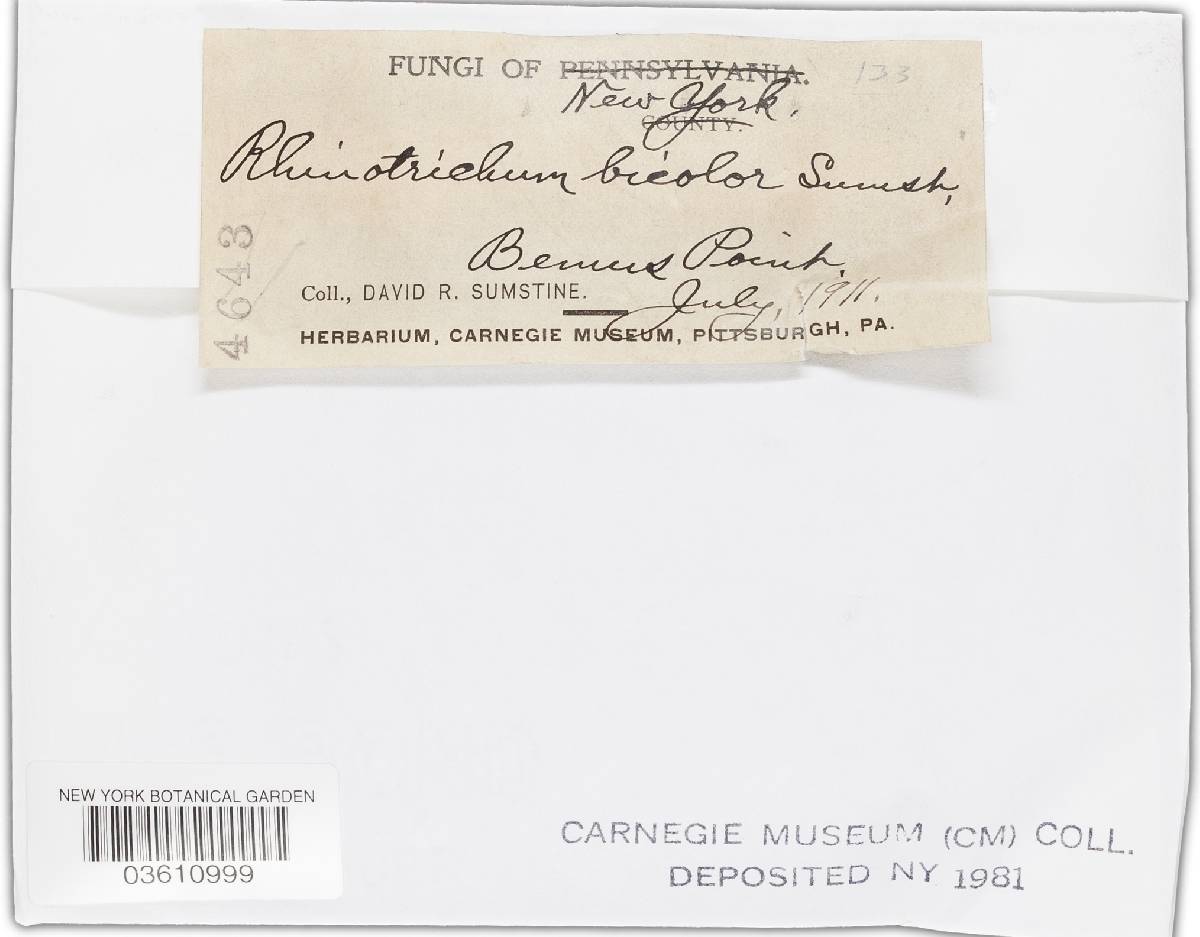 FUNGI OF PENNSYLVANIA. 133
New York.
COUNTY.
Rhinotrichum bicolor Sumst.
Bemus Point.
Coll., DAVID R. SUMSTINE. July, 1911.
HERBARIUM, CARNEGIE MUSEUM, PITTSBURGH, PA.
4643
NEW YORK BOTANICAL GARDEN
03610999
CARNEGIE MUSEUM (CM) COLL.
DEPOSITED NY 1981